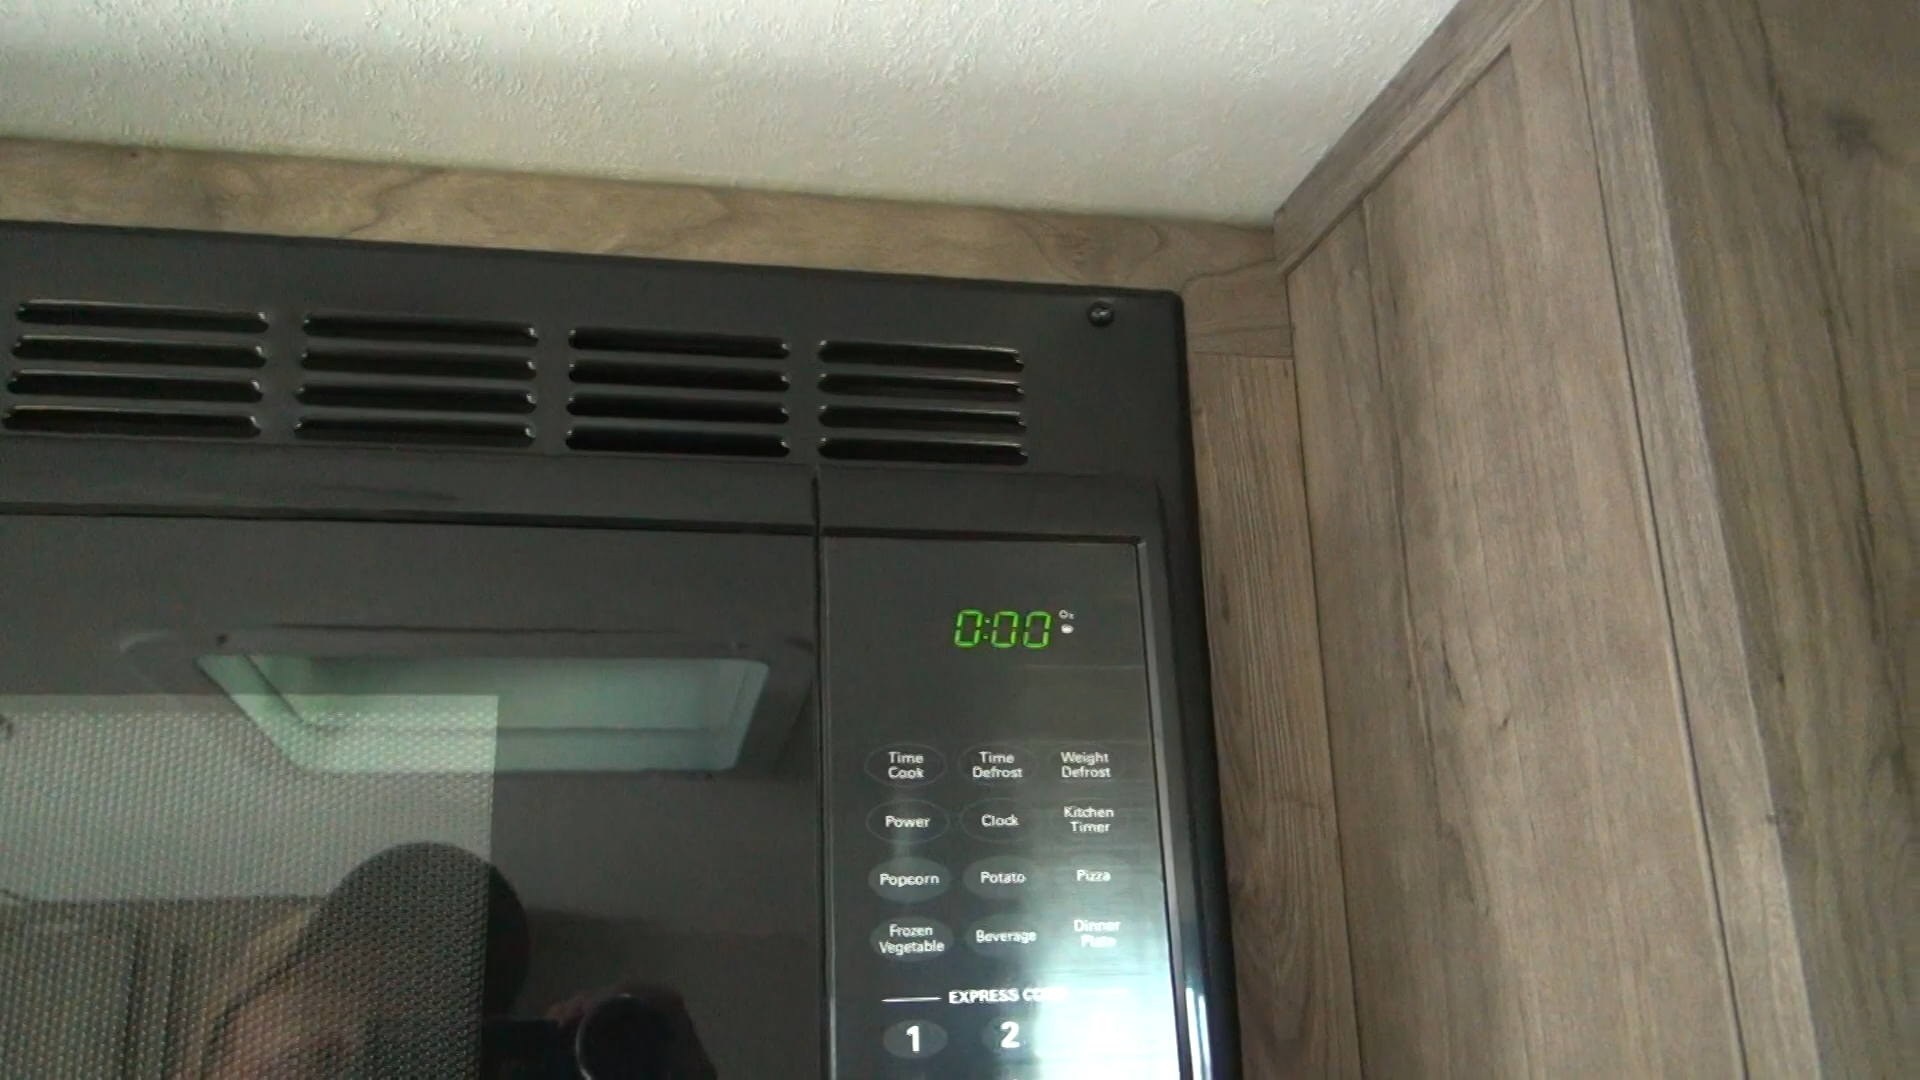 0:00
Time Cook
Time Defrost
Weight Defrost
Power
Clock
Kitchen Timer
Popcorn
Potato
Pizza
Frozen Vegetable
Beverage
Dinner Plate
EXPRESS
1
2